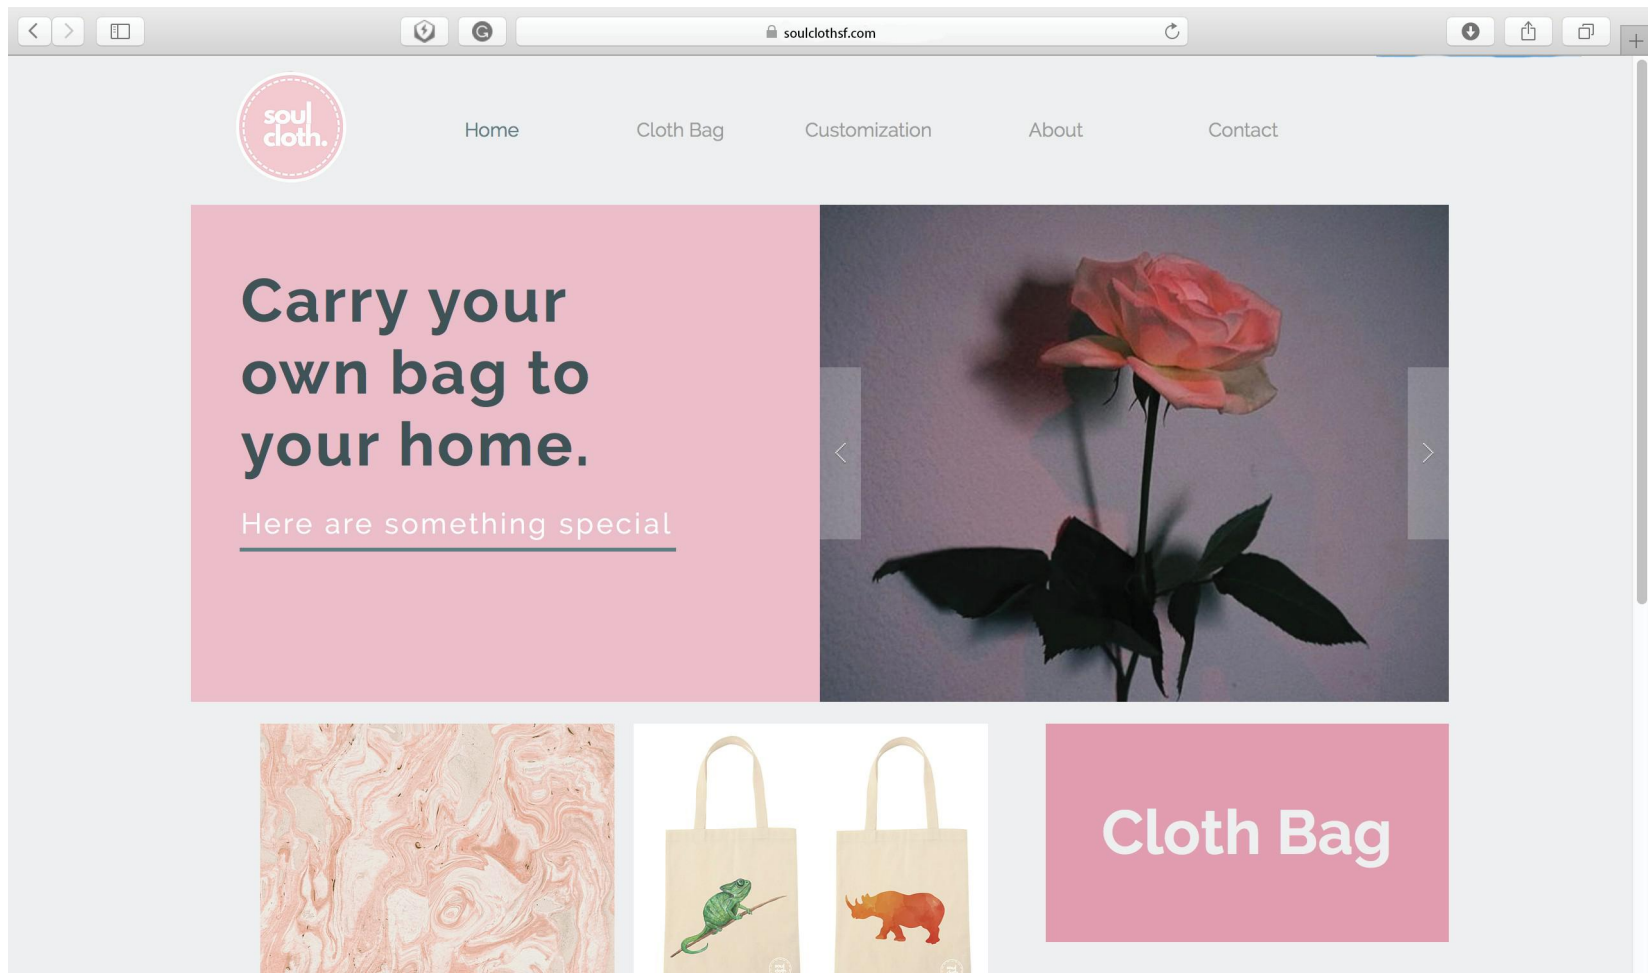 soulclothsf.com
soul
cloth.
Home
Cloth Bag
Customization
About
Contact
Carry your
own bag to
your home.
Here are something special
Cloth Bag